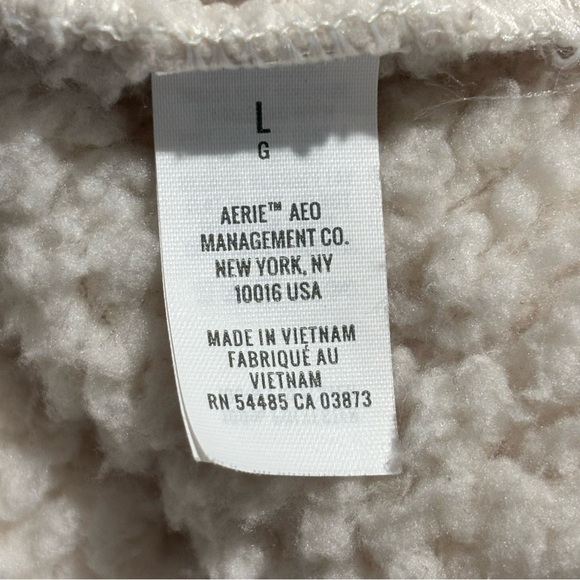 L
G
AERIE™ AEO
MANAGEMENT CO.
NEW YORK, NY
10016 USA
MADE IN VIETNAM
FABRIQUÉ AU
VIETNAM
RN 54485 CA 03873